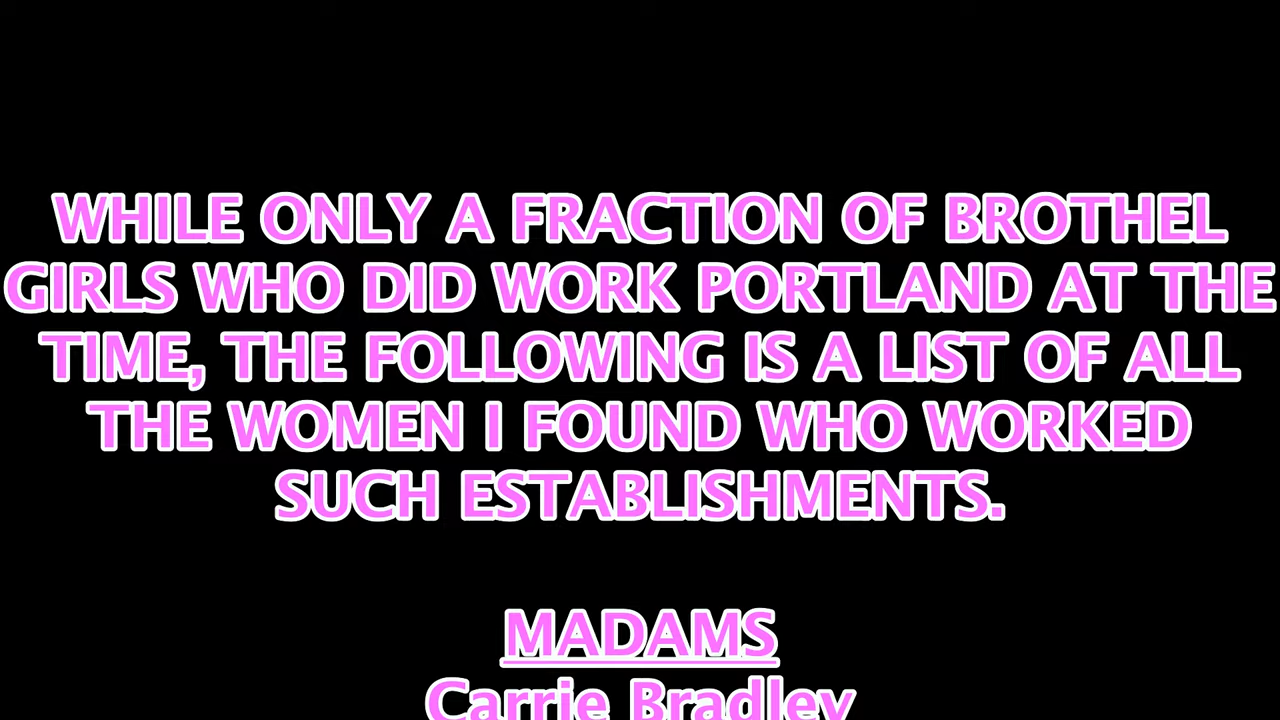 WHILE ONLY A FRACTION OF BROTHEL
GIRLS WHO DID WORK PORTLAND AT THE
TIME, THE FOLLOWING IS A LIST OF ALL
THE WOMEN I FOUND WHO WORKED
SUCH ESTABLISHMENTS.
MADAMS
Carrie Bradley